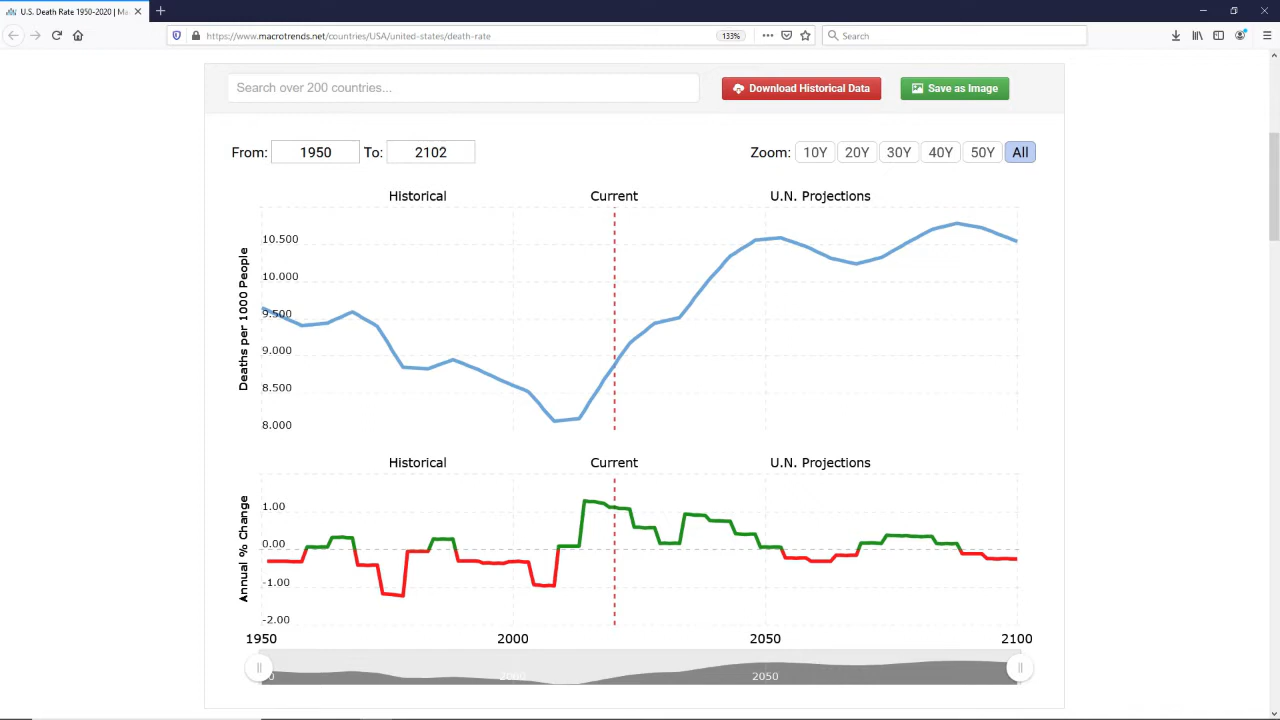 U.S. Death Rate 1950-2020 | Ma
https://www.macrotrends.net/countries/USA/united-states/death-rate
133%
Search
Search over 200 countries...
Download Historical Data
Save as Image
From: 1950 To: 2102
Zoom: 10Y 20Y 30Y 40Y 50Y All
Historical Current U.N. Projections
Deaths per 1000 People
10.500
10.000
9.500
9.000
8.500
8.000
Historical Current U.N. Projections
Annual % Change
1.00
0.00
-1.00
-2.00
1950 2000 2050 2100
2000 2050